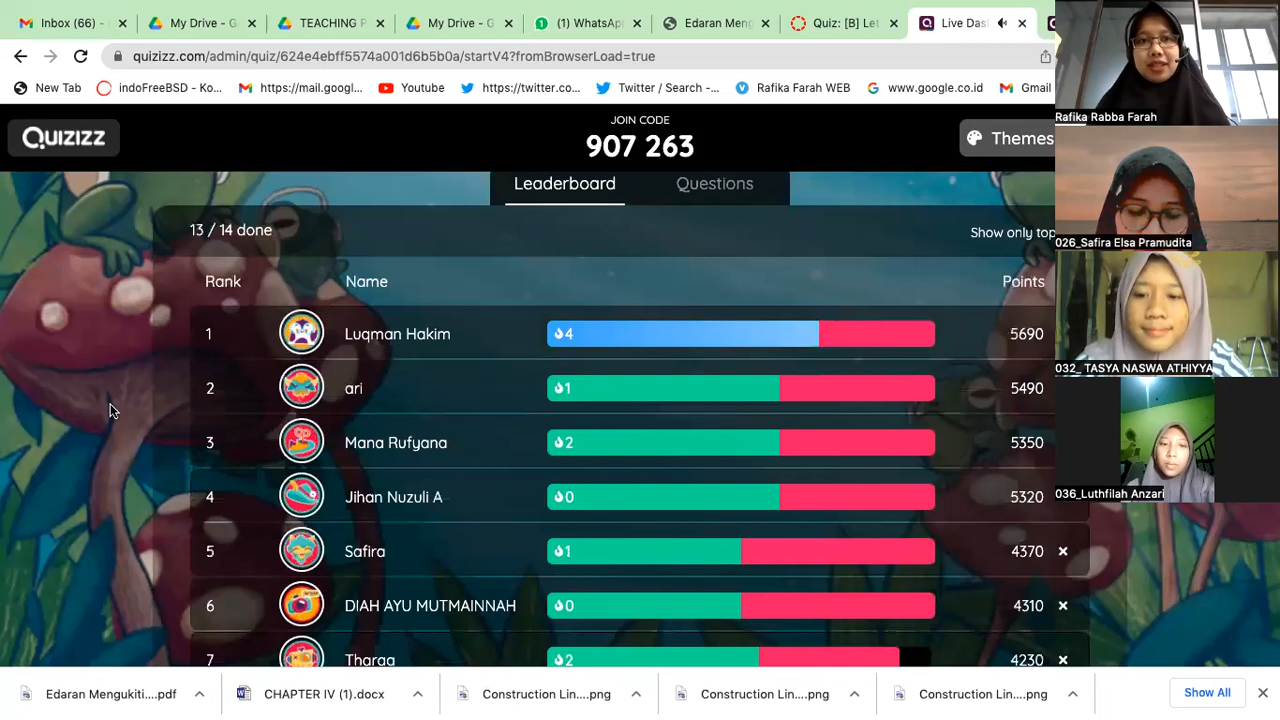 Inbox (66) -
My Drive - G
TEACHING P
My Drive - G
(1) WhatsApp
Edaran Meng
Quiz: [B] Let
Live Das
quizizz.com/admin/quiz/624e4ebff5574a001d6b5b0a/startV4?fromBrowserLoad=true
New Tab
indoFreeBSD - Ko...
https://mail.googl...
Youtube
https://twitter.co...
Twitter / Search -...
Rafika Farah WEB
www.google.co.id
Gmail
Quizizz
JOIN CODE
907 263
Themes
Leaderboard
Questions
13 / 14 done
Show only top
Rank
Name
Points
1 Luqman Hakim 4 5690
2 ari 1 5490
3 Mana Rufyana 2 5350
4 Jihan Nuzuli A 0 5320
5 Safira 1 4370
6 DIAH AYU MUTMAINNAH 0 4310
7 Tharaq 2 4230
Rafika Rabba Farah
026_Safira Elsa Pramudita
032_ TASYA NASWA ATHIYYA
036_Luthfilah Anzari
Edaran Mengukiti....pdf
CHAPTER IV (1).docx
Construction Lin....png
Construction Lin....png
Construction Lin....png
Show All